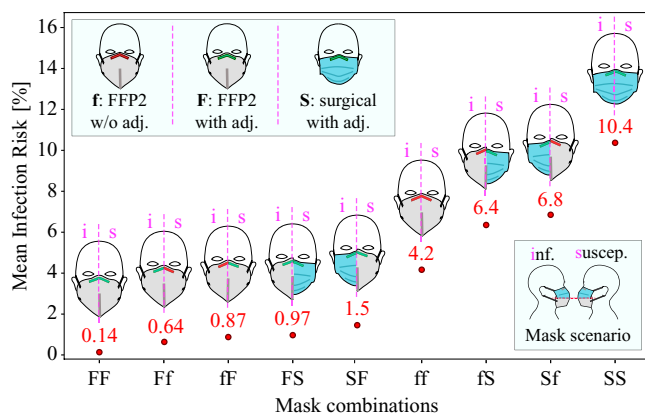 Mean Infection Risk [%]
16
14
12
10
8
6
4
2
0
f: FFP2
w/o adj.
F: FFP2
with adj.
S: surgical
with adj.
i s
0.14
i s
0.64
i s
0.87
i s
0.97
i s
1.5
i s
4.2
i s
6.4
i s
6.8
i s
10.4
inf. suscep.
Mask scenario
FF Ff fF FS SF ff fS Sf SS
Mask combinations